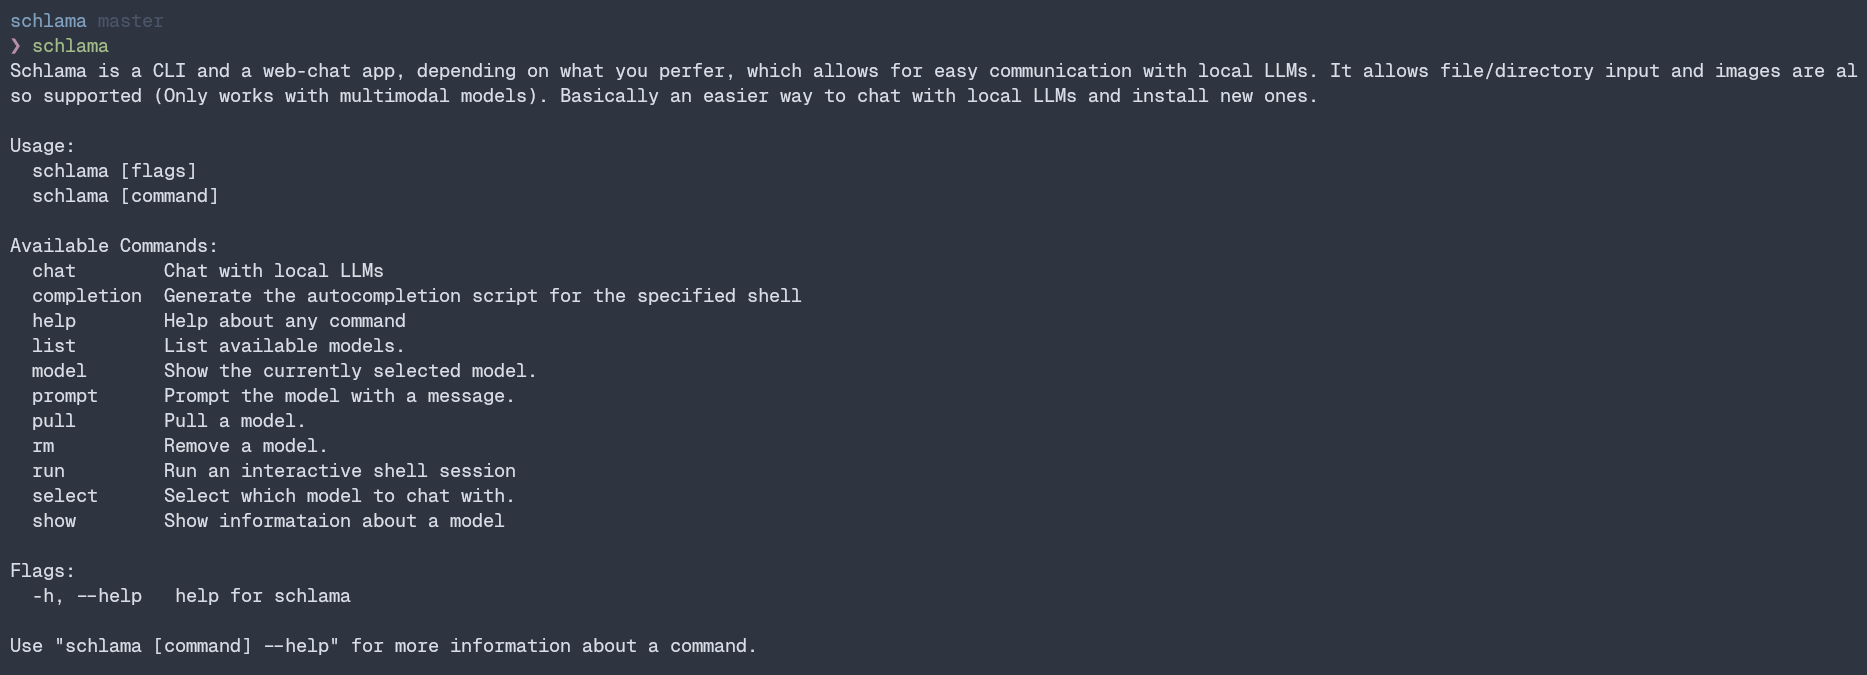 schlama master
❯ schlama
Schlama is a CLI and a web-chat app, depending on what you perfer, which allows for easy communication with local LLMs. It allows file/directory input and images are al
so supported (Only works with multimodal models). Basically an easier way to chat with local LLMs and install new ones.

Usage:
  schlama [flags]
  schlama [command]

Available Commands:
  chat        Chat with local LLMs
  completion  Generate the autocompletion script for the specified shell
  help        Help about any command
  list        List available models.
  model       Show the currently selected model.
  prompt      Prompt the model with a message.
  pull        Pull a model.
  rm          Remove a model.
  run         Run an interactive shell session
  select      Select which model to chat with.
  show        Show informataion about a model

Flags:
  -h, --help   help for schlama

Use "schlama [command] --help" for more information about a command.